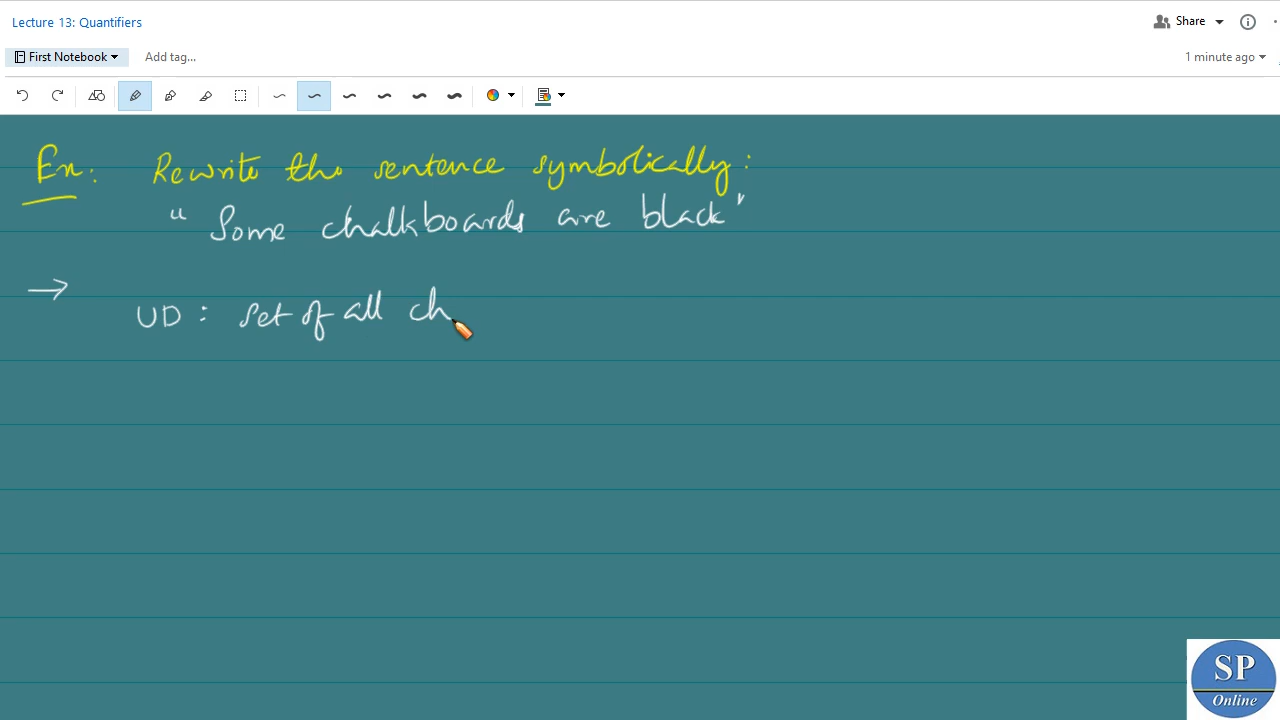 Lecture 13: Quantifiers
Share
First Notebook
Add tag...
1 minute ago
Ex: Rewrite the sentence symbolically:
"Some chalkboards are black"
→ UD: set of all ch
SP
Online